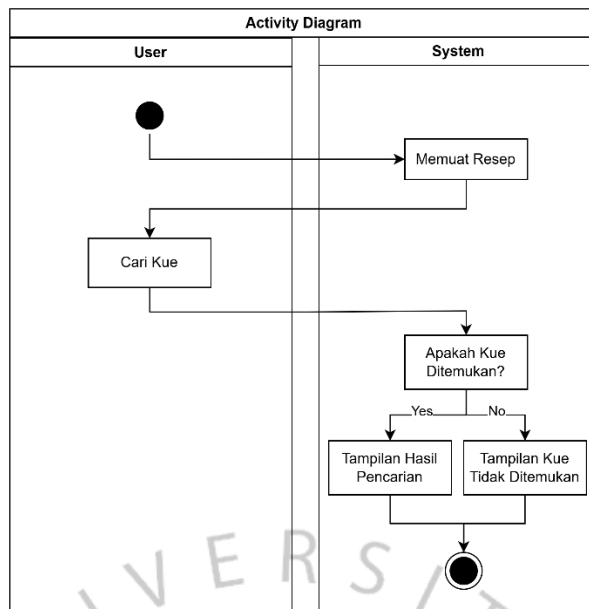 Activity Diagram
User
System
Memuat Resep
Cari Kue
Apakah Kue
Ditemukan?
Yes
No
Tampilan Hasil
Pencarian
Tampilan Kue
Tidak Ditemukan
IVERSIT